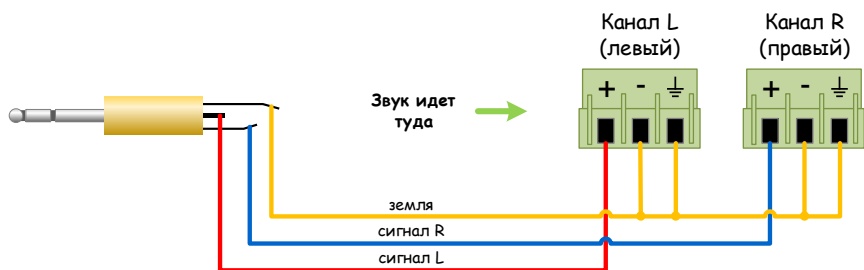 Канал L
(левый)
Канал R
(правый)
+ -
+ -
Звук идет
туда
земля
сигнал R
сигнал L